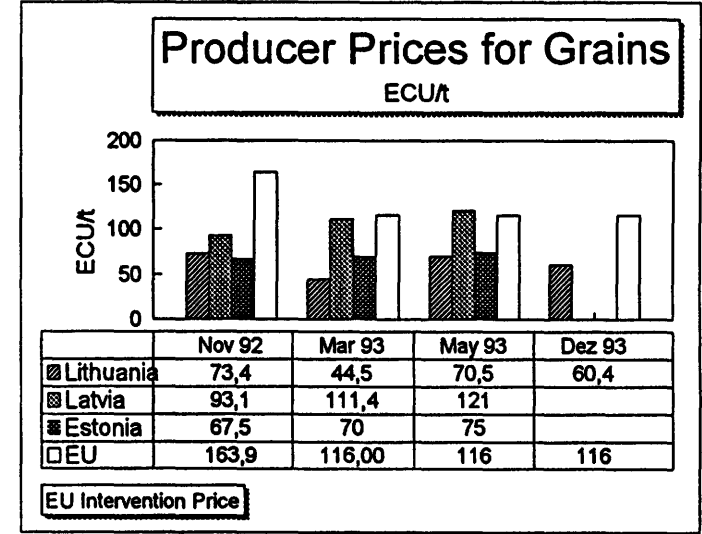 Producer Prices for Grains
ECU/t
200
150
100
50
0
ECU/t
Nov 92 Mar 93 May 93 Dez 93
Lithuania 73,4 44,5 70,5 60,4
Latvia 93,1 111,4 121
Estonia 67,5 70 75
EU 163,9 116,00 116 116
EU Intervention Price